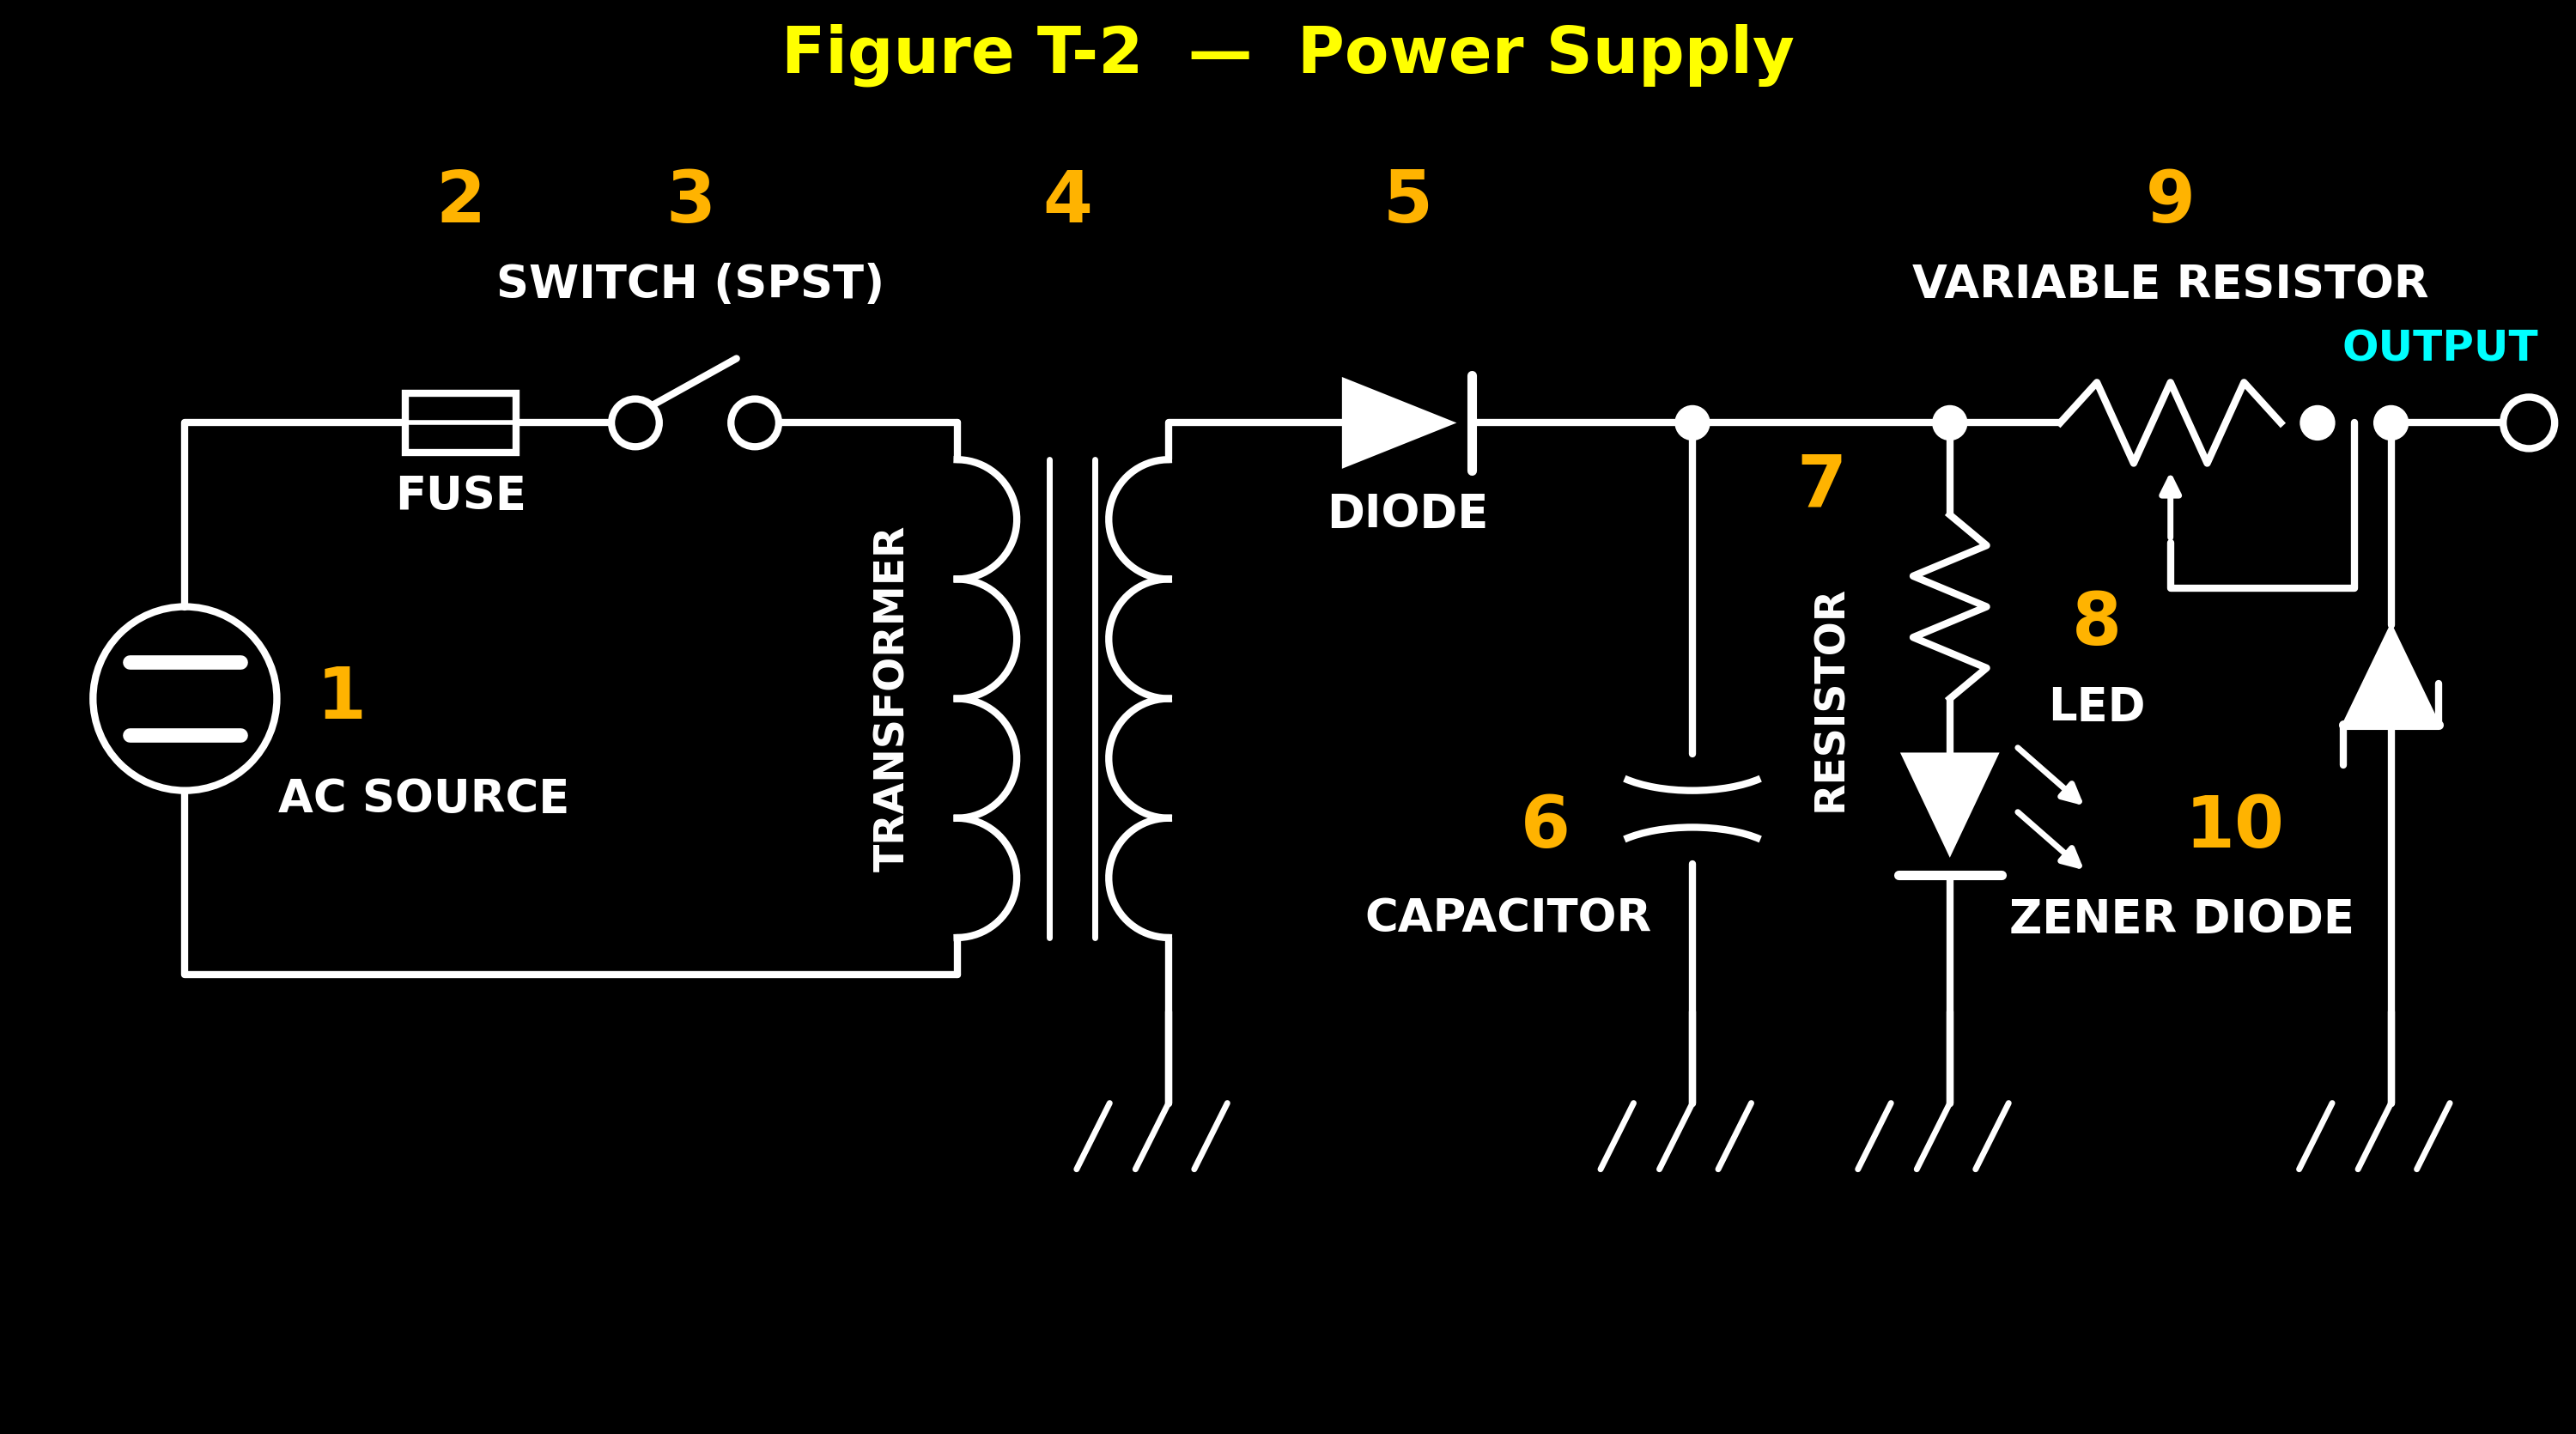 Figure T-2 — Power Supply
2
3
4
5
9
SWITCH (SPST)
VARIABLE RESISTOR
OUTPUT
FUSE
DIODE
7
TRANSFORMER
RESISTOR
8
LED
1
AC SOURCE
6
10
CAPACITOR
ZENER DIODE